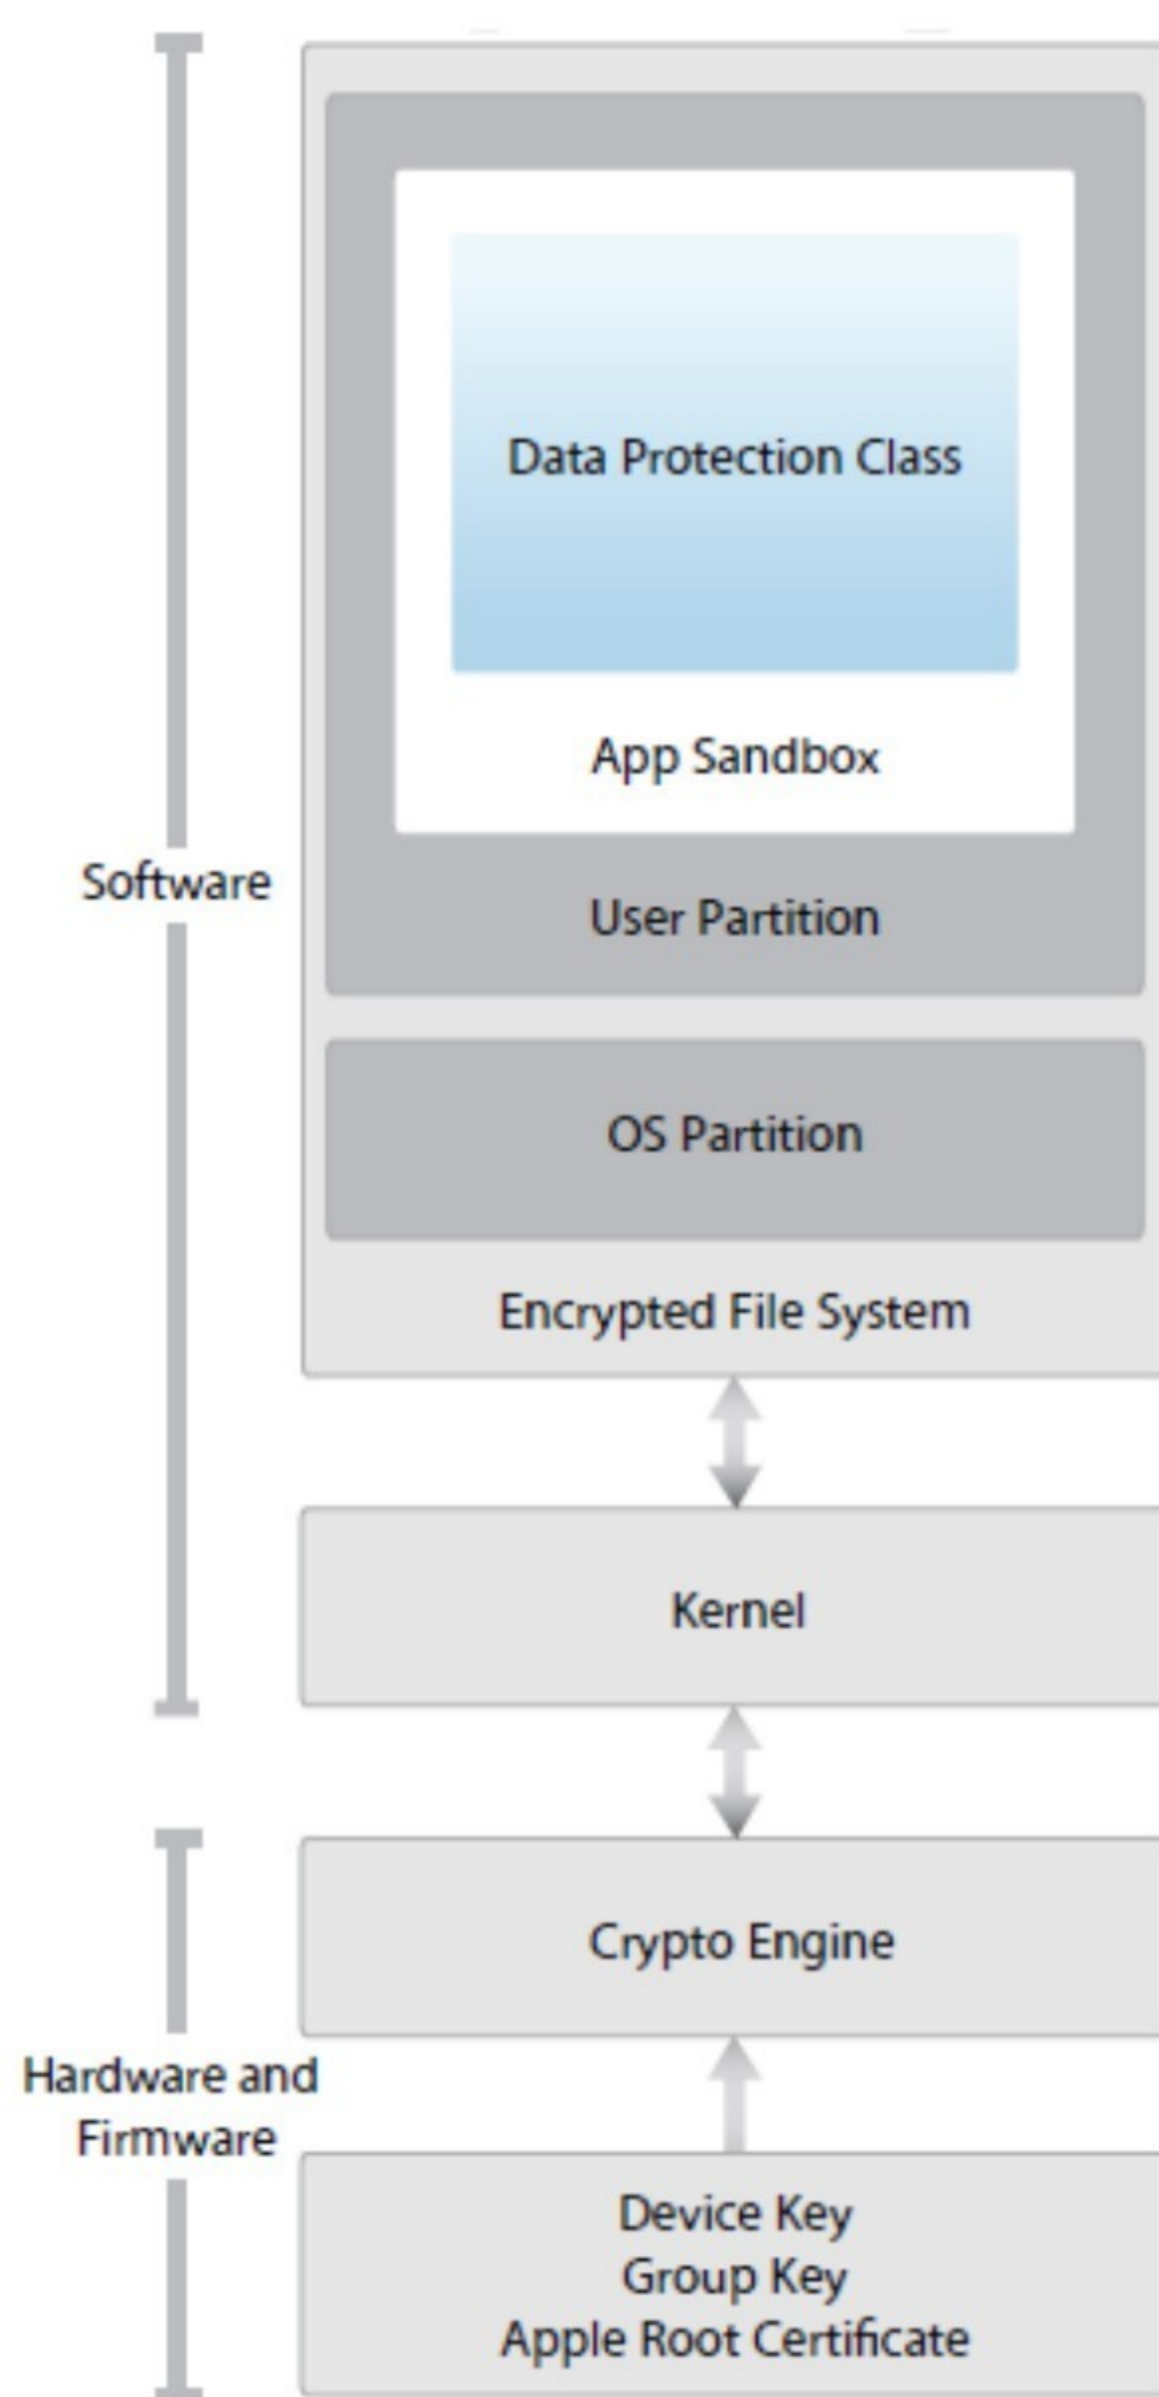 Data Protection Class
App Sandbox
Software
User Partition
OS Partition
Encrypted File System
Kernel
Crypto Engine
Hardware and
Firmware
Device Key
Group Key
Apple Root Certificate